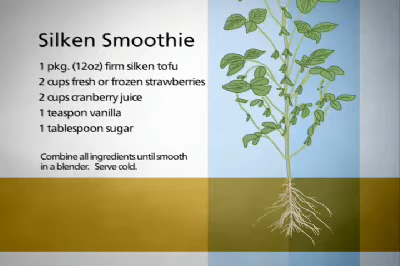 Silken Smoothie
1 pkg. (12oz) firm silken tofu
2 cups fresh or frozen strawberries
2 cups cranberry juice
1 teaspon vanilla
1 tablespoon sugar
Combine all ingredients until smooth
in a blender. Serve cold.